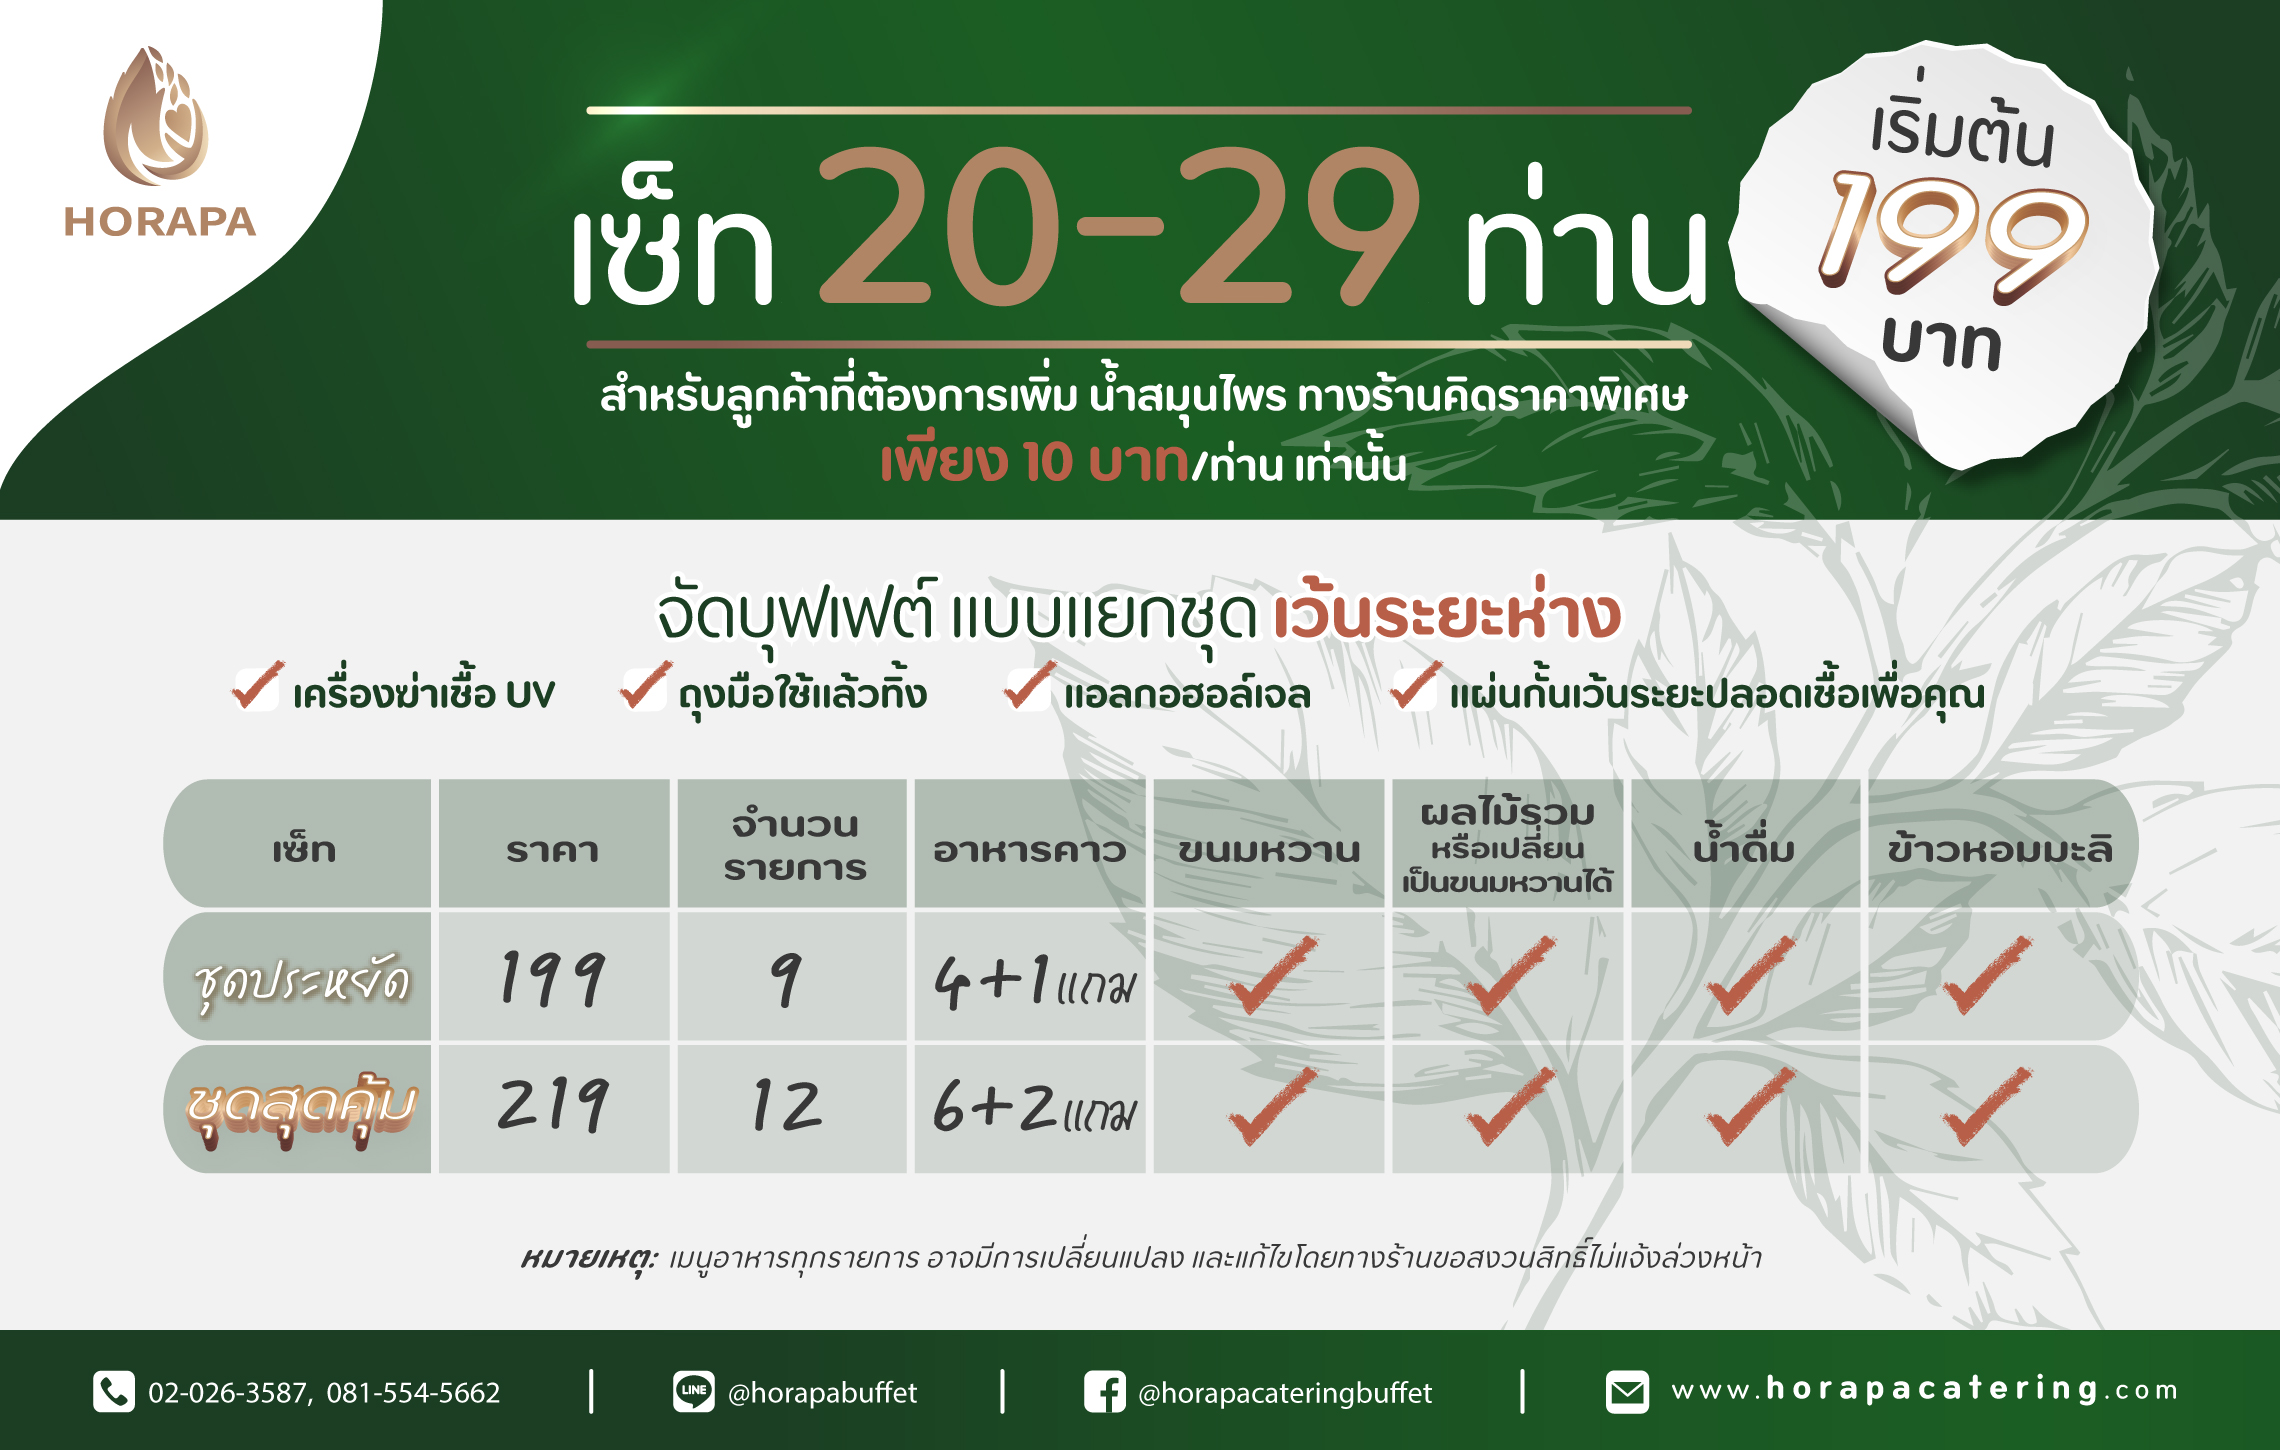 HORAPA
เซ็ท 20-29 ท่าน
เริ่มต้น
199
บาท
สำหรับลูกค้าที่ต้องการเพิ่ม น้ำสมุนไพร ทางร้านคิดราคาพิเศษ
เพียง 10 บาท/ท่าน เท่านั้น
จัดบุฟเฟต์ แบบแยกชุด เว้นระยะห่าง
เครื่องฆ่าเชื้อ UV ถุงมือใช้แล้วทิ้ง แอลกอฮอล์เจล แผ่นกั้นเว้นระยะปลอดเชื้อเพื่อคุณ
เซ็ท
ราคา
จำนวน
รายการ
อาหารคาว
ขนมหวาน
ผลไม้รวม
หรือเปลี่ยน
เป็นขนมหวานได้
น้ำดื่ม
ข้าวหอมมะลิ
ชุดประหยัด 199 9 4+1แถม
ชุดสุดคุ้ม 219 12 6+2แถม
หมายเหตุ: เมนูอาหารทุกรายการ อาจมีการเปลี่ยนแปลง และแก้ไขโดยทางร้านขอสงวนสิทธิ์ไม่แจ้งล่วงหน้า
02-026-3587, 081-554-5662 | LINE @horapabuffet | @horapacateringbuffet | www.horapacatering.com